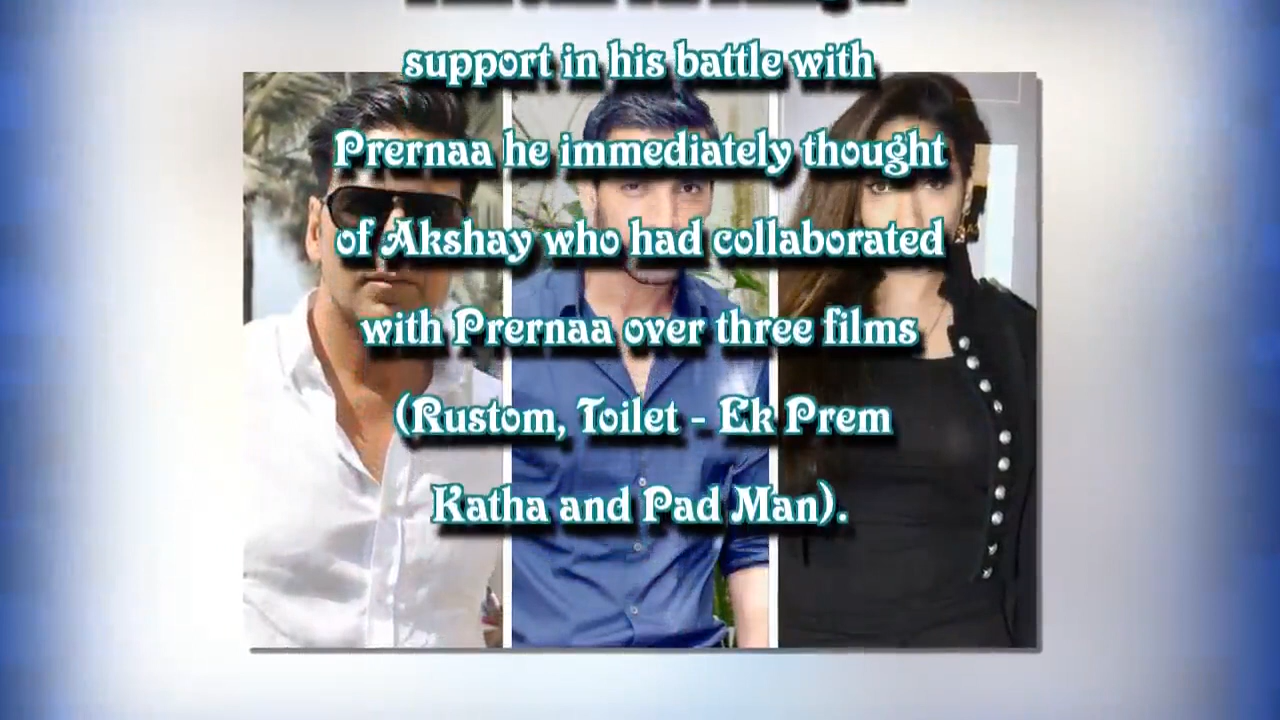 support in his battle with
Prernaa he immediately thought
of Akshay who had collaborated
with Prernaa over three films
(Rustom, Toilet - Ek Prem
Katha and Pad Man).